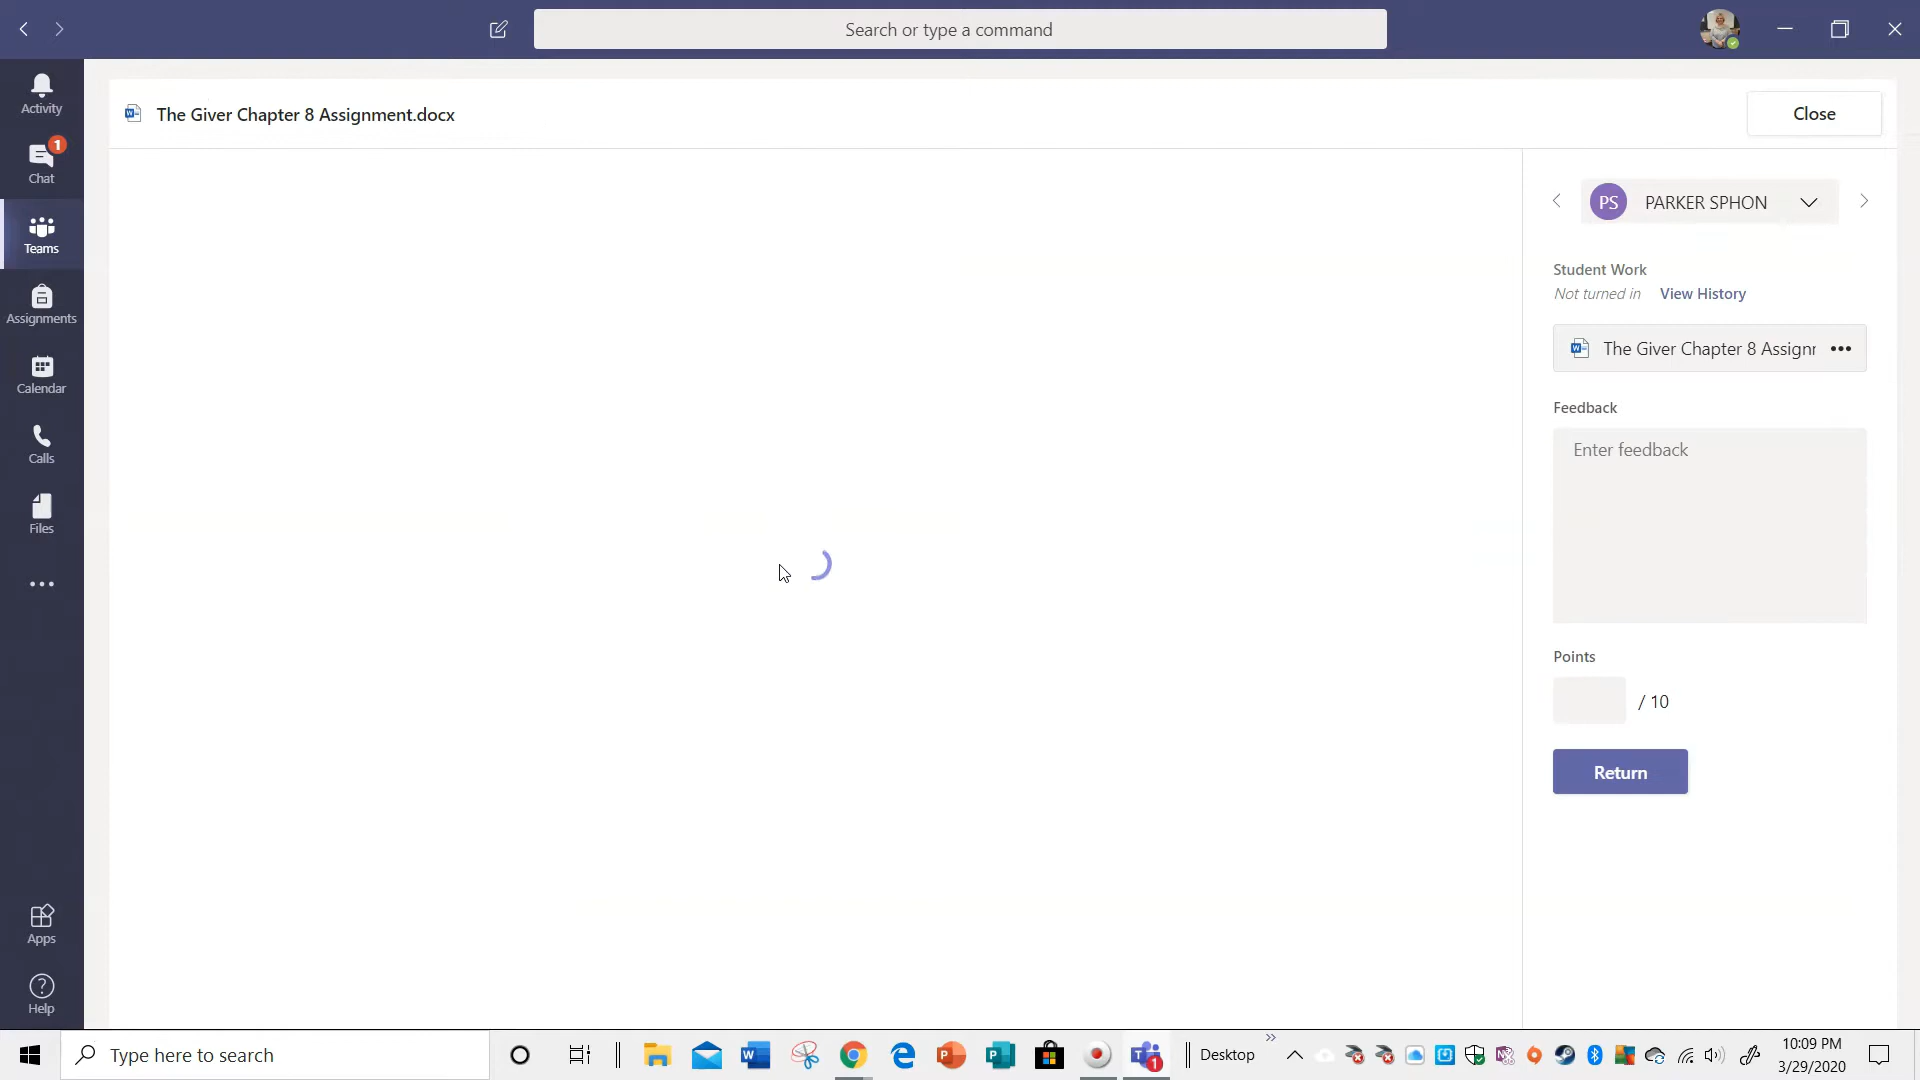 Search or type a command
Activity
1
Chat
Teams
Assignments
Calendar
Calls
Files
Apps
Help
The Giver Chapter 8 Assignment.docx
Close
PS PARKER SPHON
Student Work
Not turned in View History
The Giver Chapter 8 Assignr
Feedback
Enter feedback
Points
/ 10
Return
Type here to search
1
Desktop
10:09 PM
3/29/2020